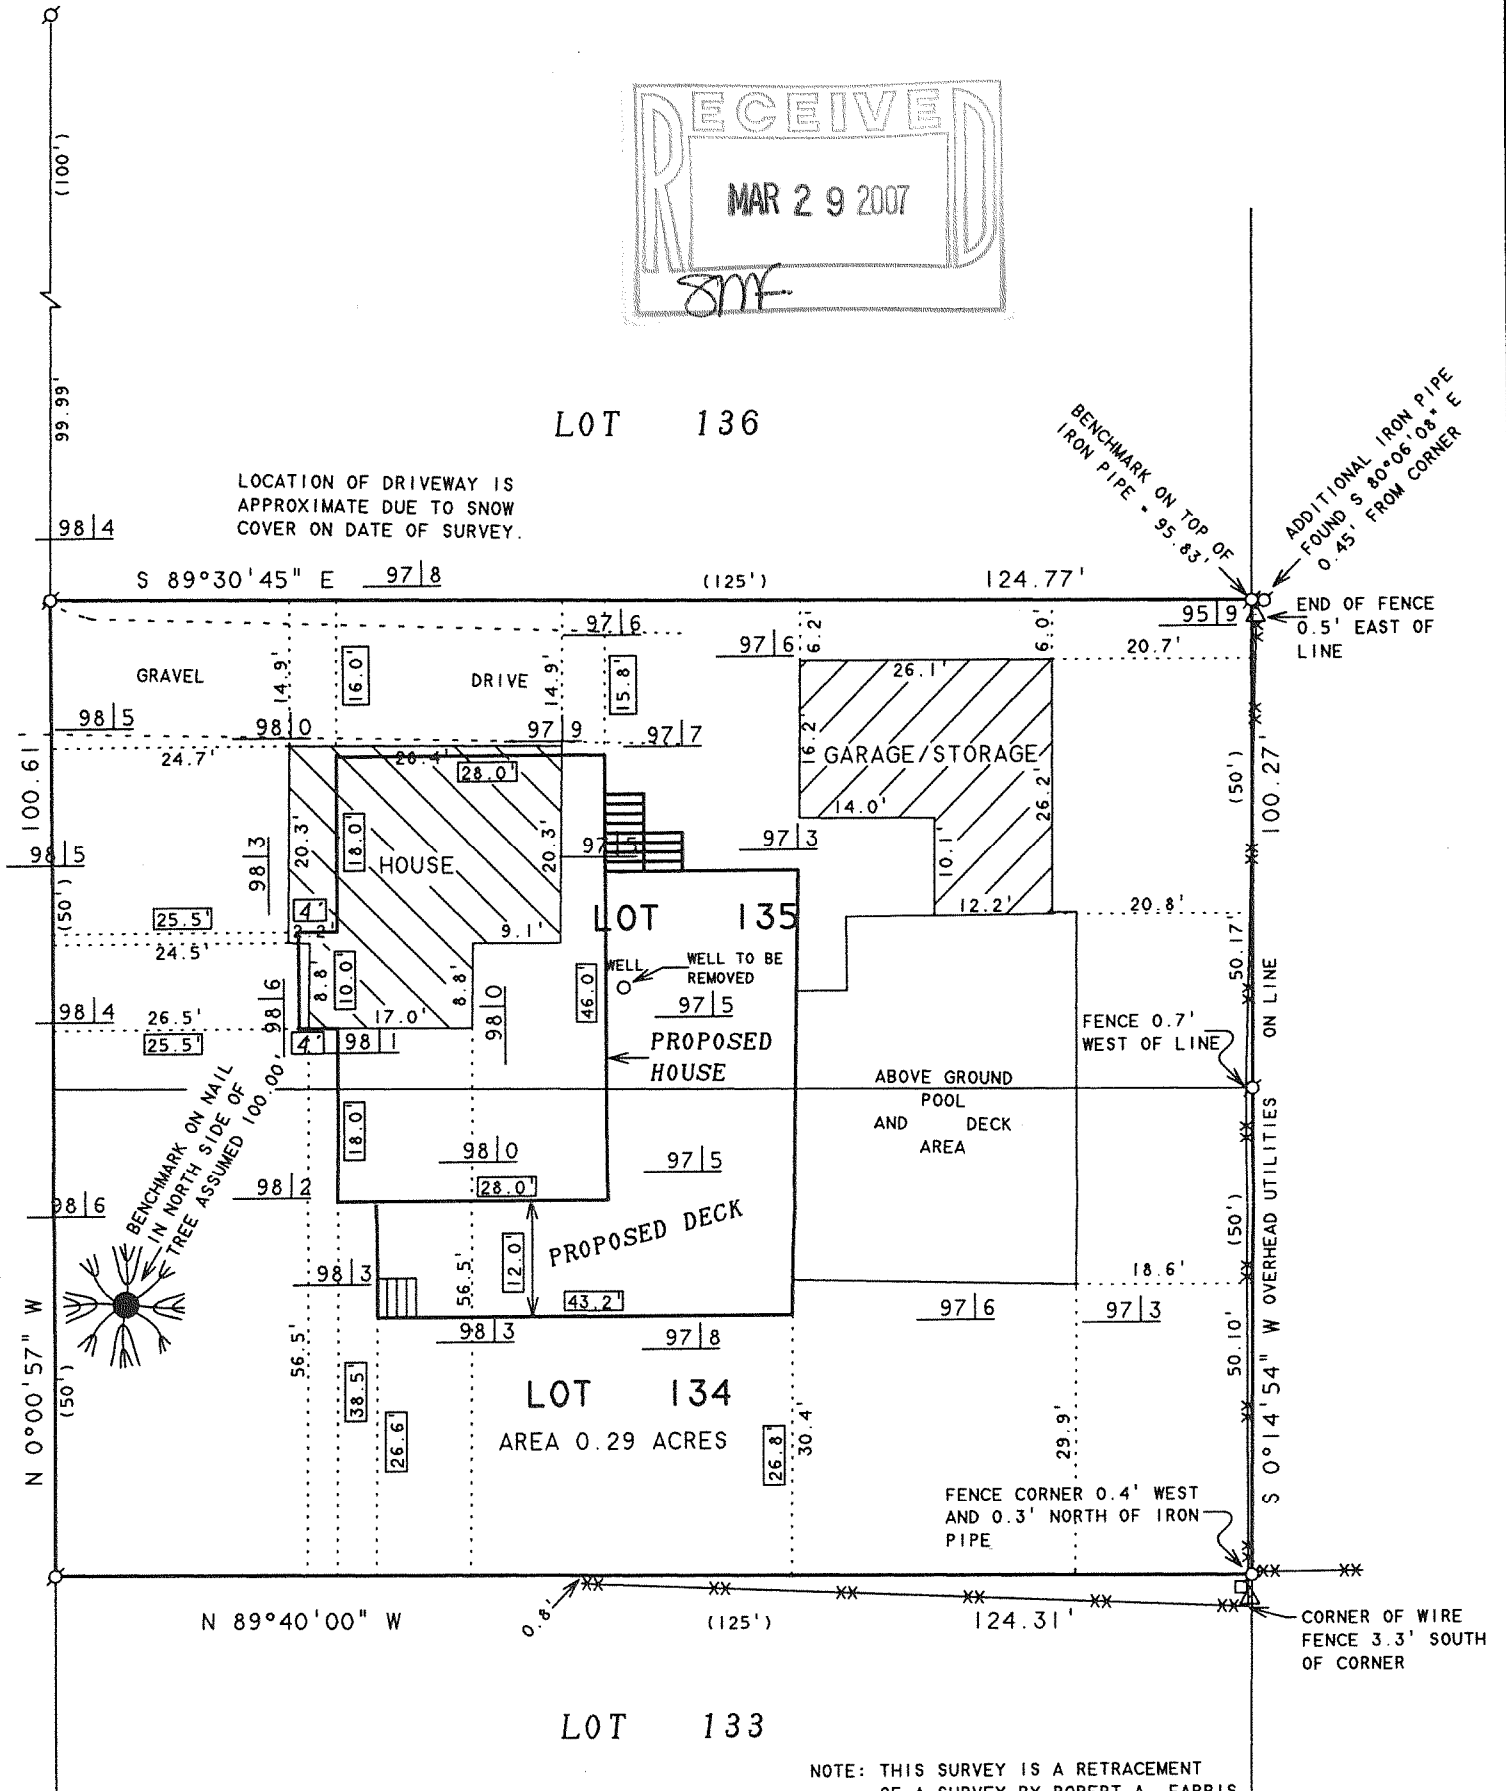 RECEIVED
MAR 29 2007
(100')
99.99'
LOT 136
BENCHMARK ON TOP OF
IRON PIPE = 95.83'
ADDITIONAL IRON PIPE
FOUND S 80°06'08" E
0.45' FROM CORNER
LOCATION OF DRIVEWAY IS
APPROXIMATE DUE TO SNOW
COVER ON DATE OF SURVEY.
98|4
S 89°30'45" E
97|8
(125')
124.77'
95|9
END OF FENCE
0.5' EAST OF
LINE
97|6
97|6
6.2'
6.0'
20.7'
GRAVEL
14.9'
16.0'
DRIVE
14.9'
15.8'
26.1'
98|5
98|0
97|9
97|7
24.7'
28.4'
28.0'
16.2'
GARAGE/STORAGE
26.2'
14.0'
(50')
100.27'
100.61'
98|5
98|3
20.3'
18.0'
HOUSE
20.3'
97|5
97|3
10.1'
(50')
25.5'
4'
2.2'
9.1'
LOT 135
12.2'
20.8'
24.5'
8.8'
10.0'
8.8'
46.0'
WELL
WELL TO BE
REMOVED
50.17'
98|4
26.5'
98|6
17.0'
98|0
97|5
25.5'
4'
98|1
PROPOSED
HOUSE
FENCE 0.7'
WEST OF LINE
ON LINE
BENCHMARK ON NAIL
IN NORTH SIDE OF
TREE ASSUMED 100.00'
ABOVE GROUND
POOL
AND DECK
AREA
18.0'
98|0
97|5
OVERHEAD UTILITIES
98|2
28.0'
98|6
PROPOSED DECK
(50')
98|3
56.5'
12.0'
43.2'
18.6'
98|3
97|8
97|6
97|3
N 0°00'57" W
(50')
56.5'
38.5'
26.6'
LOT 134
AREA 0.29 ACRES
26.8'
30.4'
29.9'
50.10'
S 0°14'54" W
FENCE CORNER 0.4' WEST
AND 0.3' NORTH OF IRON
PIPE
N 89°40'00" W
0.8'
(125')
124.31'
CORNER OF WIRE
FENCE 3.3' SOUTH
OF CORNER
LOT 133
NOTE: THIS SURVEY IS A RETRACEMENT
OF A SURVEY BY ROBERT A. FARRIS